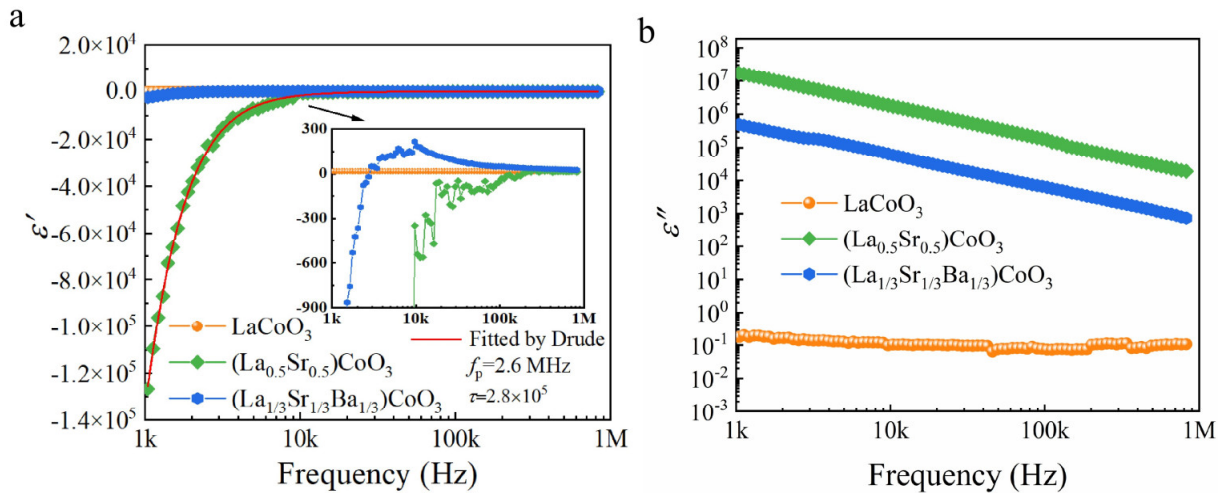 a
2.0×10⁴
0.0
-2.0×10⁴
-4.0×10⁴
-6.0×10⁴
-8.0×10⁴
-1.0×10⁵
-1.2×10⁵
-1.4×10⁵
ε′
300
0
-300
-600
-900
1k
10k
100k
1M
LaCoO₃
(La₀.₅Sr₀.₅)CoO₃
(La₁/₃Sr₁/₃Ba₁/₃)CoO₃
Fitted by Drude
fₚ=2.6 MHz
τ=2.8×10⁵
1k
10k
100k
1M
Frequency (Hz)
b
10⁸
10⁷
10⁶
10⁵
10⁴
10³
10²
10¹
10⁰
10⁻¹
10⁻²
10⁻³
ε″
LaCoO₃
(La₀.₅Sr₀.₅)CoO₃
(La₁/₃Sr₁/₃Ba₁/₃)CoO₃
1k
10k
100k
1M
Frequency (Hz)